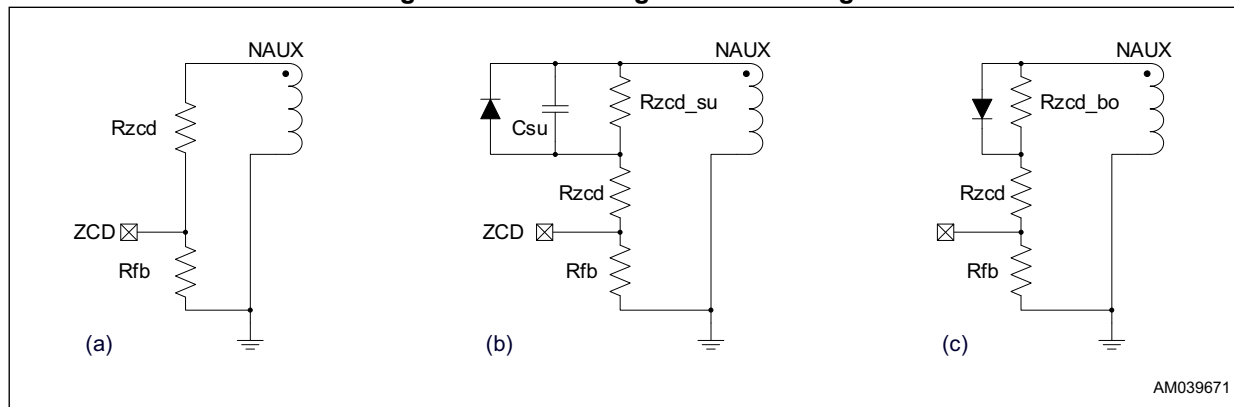 NAUX
Rzcd
ZCD
Rfb
(a)
NAUX
Csu
Rzcd_su
Rzcd
ZCD
Rfb
(b)
NAUX
Rzcd_bo
Rzcd
Rfb
(c)
AM039671